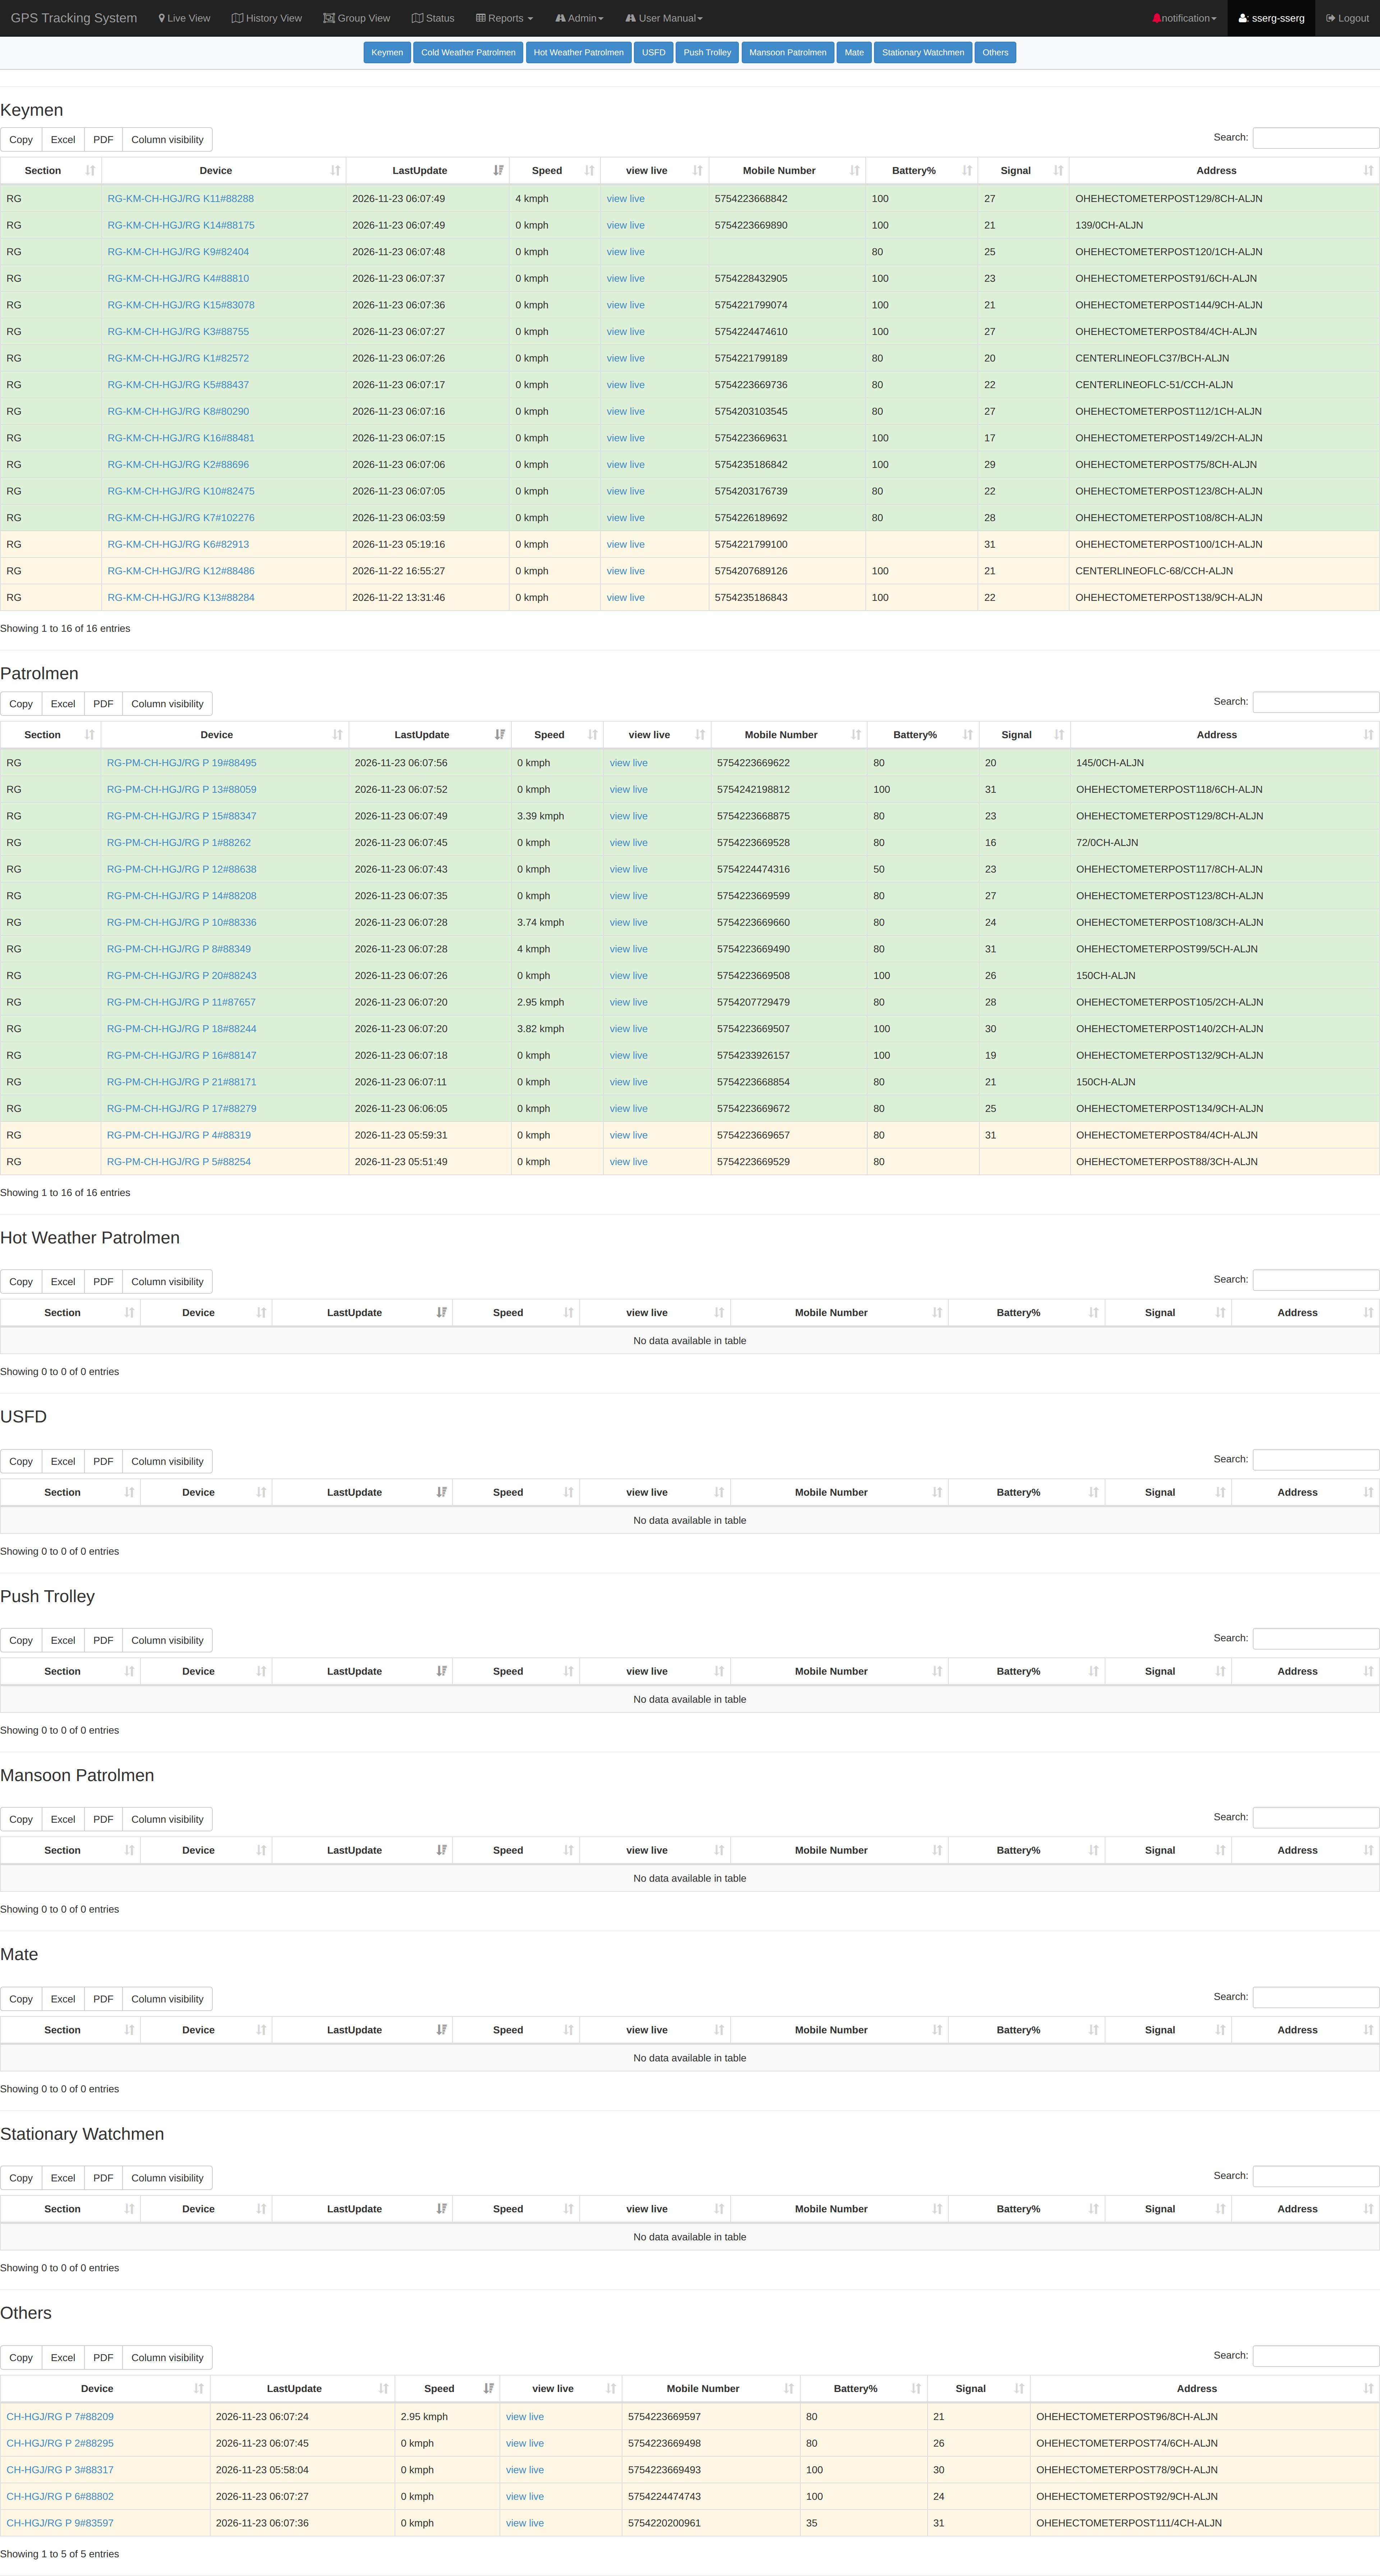 GPS Tracking System Live View History View Group View Status Reports Admin User Manual notification : sserg-sserg Logout
Keymen Cold Weather Patrolmen Hot Weather Patrolmen USFD Push Trolley Mansoon Patrolmen Mate Stationary Watchmen Others
Keymen
Copy Excel PDF Column visibility Search:
Section Device LastUpdate Speed view live Mobile Number Battery% Signal Address
RG RG-KM-CH-HGJ/RG K11#88288 2026-11-23 06:07:49 4 kmph view live 5754223668842 100 27 OHEHECTOMETERPOST129/8CH-ALJN
RG RG-KM-CH-HGJ/RG K14#88175 2026-11-23 06:07:49 0 kmph view live 5754223669890 100 21 139/0CH-ALJN
RG RG-KM-CH-HGJ/RG K9#82404 2026-11-23 06:07:48 0 kmph view live 80 25 OHEHECTOMETERPOST120/1CH-ALJN
RG RG-KM-CH-HGJ/RG K4#88810 2026-11-23 06:07:37 0 kmph view live 5754228432905 100 23 OHEHECTOMETERPOST91/6CH-ALJN
RG RG-KM-CH-HGJ/RG K15#83078 2026-11-23 06:07:36 0 kmph view live 5754221799074 100 21 OHEHECTOMETERPOST144/9CH-ALJN
RG RG-KM-CH-HGJ/RG K3#88755 2026-11-23 06:07:27 0 kmph view live 5754224474610 100 27 OHEHECTOMETERPOST84/4CH-ALJN
RG RG-KM-CH-HGJ/RG K1#82572 2026-11-23 06:07:26 0 kmph view live 5754221799189 80 20 CENTERLINEOFLC37/BCH-ALJN
RG RG-KM-CH-HGJ/RG K5#88437 2026-11-23 06:07:17 0 kmph view live 5754223669736 80 22 CENTERLINEOFLC-51/CCH-ALJN
RG RG-KM-CH-HGJ/RG K8#80290 2026-11-23 06:07:16 0 kmph view live 5754203103545 80 27 OHEHECTOMETERPOST112/1CH-ALJN
RG RG-KM-CH-HGJ/RG K16#88481 2026-11-23 06:07:15 0 kmph view live 5754223669631 100 17 OHEHECTOMETERPOST149/2CH-ALJN
RG RG-KM-CH-HGJ/RG K2#88696 2026-11-23 06:07:06 0 kmph view live 5754235186842 100 29 OHEHECTOMETERPOST75/8CH-ALJN
RG RG-KM-CH-HGJ/RG K10#82475 2026-11-23 06:07:05 0 kmph view live 5754203176739 80 22 OHEHECTOMETERPOST123/8CH-ALJN
RG RG-KM-CH-HGJ/RG K7#102276 2026-11-23 06:03:59 0 kmph view live 5754226189692 80 28 OHEHECTOMETERPOST108/8CH-ALJN
RG RG-KM-CH-HGJ/RG K6#82913 2026-11-23 05:19:16 0 kmph view live 5754221799100 31 OHEHECTOMETERPOST100/1CH-ALJN
RG RG-KM-CH-HGJ/RG K12#88486 2026-11-22 16:55:27 0 kmph view live 5754207689126 100 21 CENTERLINEOFLC-68/CCH-ALJN
RG RG-KM-CH-HGJ/RG K13#88284 2026-11-22 13:31:46 0 kmph view live 5754235186843 100 22 OHEHECTOMETERPOST138/9CH-ALJN
Showing 1 to 16 of 16 entries
Patrolmen
Copy Excel PDF Column visibility Search:
Section Device LastUpdate Speed view live Mobile Number Battery% Signal Address
RG RG-PM-CH-HGJ/RG P 19#88495 2026-11-23 06:07:56 0 kmph view live 5754223669622 80 20 145/0CH-ALJN
RG RG-PM-CH-HGJ/RG P 13#88059 2026-11-23 06:07:52 0 kmph view live 5754242198812 100 31 OHEHECTOMETERPOST118/6CH-ALJN
RG RG-PM-CH-HGJ/RG P 15#88347 2026-11-23 06:07:49 3.39 kmph view live 5754223668875 80 23 OHEHECTOMETERPOST129/8CH-ALJN
RG RG-PM-CH-HGJ/RG P 1#88262 2026-11-23 06:07:45 0 kmph view live 5754223669528 80 16 72/0CH-ALJN
RG RG-PM-CH-HGJ/RG P 12#88638 2026-11-23 06:07:43 0 kmph view live 5754224474316 50 23 OHEHECTOMETERPOST117/8CH-ALJN
RG RG-PM-CH-HGJ/RG P 14#88208 2026-11-23 06:07:35 0 kmph view live 5754223669599 80 27 OHEHECTOMETERPOST123/8CH-ALJN
RG RG-PM-CH-HGJ/RG P 10#88336 2026-11-23 06:07:28 3.74 kmph view live 5754223669660 80 24 OHEHECTOMETERPOST108/3CH-ALJN
RG RG-PM-CH-HGJ/RG P 8#88349 2026-11-23 06:07:28 4 kmph view live 5754223669490 80 31 OHEHECTOMETERPOST99/5CH-ALJN
RG RG-PM-CH-HGJ/RG P 20#88243 2026-11-23 06:07:26 0 kmph view live 5754223669508 100 26 150CH-ALJN
RG RG-PM-CH-HGJ/RG P 11#87657 2026-11-23 06:07:20 2.95 kmph view live 5754207729479 80 28 OHEHECTOMETERPOST105/2CH-ALJN
RG RG-PM-CH-HGJ/RG P 18#88244 2026-11-23 06:07:20 3.82 kmph view live 5754223669507 100 30 OHEHECTOMETERPOST140/2CH-ALJN
RG RG-PM-CH-HGJ/RG P 16#88147 2026-11-23 06:07:18 0 kmph view live 5754233926157 100 19 OHEHECTOMETERPOST132/9CH-ALJN
RG RG-PM-CH-HGJ/RG P 21#88171 2026-11-23 06:07:11 0 kmph view live 5754223668854 80 21 150CH-ALJN
RG RG-PM-CH-HGJ/RG P 17#88279 2026-11-23 06:06:05 0 kmph view live 5754223669672 80 25 OHEHECTOMETERPOST134/9CH-ALJN
RG RG-PM-CH-HGJ/RG P 4#88319 2026-11-23 05:59:31 0 kmph view live 5754223669657 80 31 OHEHECTOMETERPOST84/4CH-ALJN
RG RG-PM-CH-HGJ/RG P 5#88254 2026-11-23 05:51:49 0 kmph view live 5754223669529 80 OHEHECTOMETERPOST88/3CH-ALJN
Showing 1 to 16 of 16 entries
Hot Weather Patrolmen
Copy Excel PDF Column visibility Search:
Section Device LastUpdate Speed view live Mobile Number Battery% Signal Address
No data available in table
Showing 0 to 0 of 0 entries
USFD
Copy Excel PDF Column visibility Search:
Section Device LastUpdate Speed view live Mobile Number Battery% Signal Address
No data available in table
Showing 0 to 0 of 0 entries
Push Trolley
Copy Excel PDF Column visibility Search:
Section Device LastUpdate Speed view live Mobile Number Battery% Signal Address
No data available in table
Showing 0 to 0 of 0 entries
Mansoon Patrolmen
Copy Excel PDF Column visibility Search:
Section Device LastUpdate Speed view live Mobile Number Battery% Signal Address
No data available in table
Showing 0 to 0 of 0 entries
Mate
Copy Excel PDF Column visibility Search:
Section Device LastUpdate Speed view live Mobile Number Battery% Signal Address
No data available in table
Showing 0 to 0 of 0 entries
Stationary Watchmen
Copy Excel PDF Column visibility Search:
Section Device LastUpdate Speed view live Mobile Number Battery% Signal Address
No data available in table
Showing 0 to 0 of 0 entries
Others
Copy Excel PDF Column visibility Search:
Device LastUpdate Speed view live Mobile Number Battery% Signal Address
CH-HGJ/RG P 7#88209 2026-11-23 06:07:24 2.95 kmph view live 5754223669597 80 21 OHEHECTOMETERPOST96/8CH-ALJN
CH-HGJ/RG P 2#88295 2026-11-23 06:07:45 0 kmph view live 5754223669498 80 26 OHEHECTOMETERPOST74/6CH-ALJN
CH-HGJ/RG P 3#88317 2026-11-23 05:58:04 0 kmph view live 5754223669493 100 30 OHEHECTOMETERPOST78/9CH-ALJN
CH-HGJ/RG P 6#88802 2026-11-23 06:07:27 0 kmph view live 5754224474743 100 24 OHEHECTOMETERPOST92/9CH-ALJN
CH-HGJ/RG P 9#83597 2026-11-23 06:07:36 0 kmph view live 5754220200961 35 31 OHEHECTOMETERPOST111/4CH-ALJN
Showing 1 to 5 of 5 entries